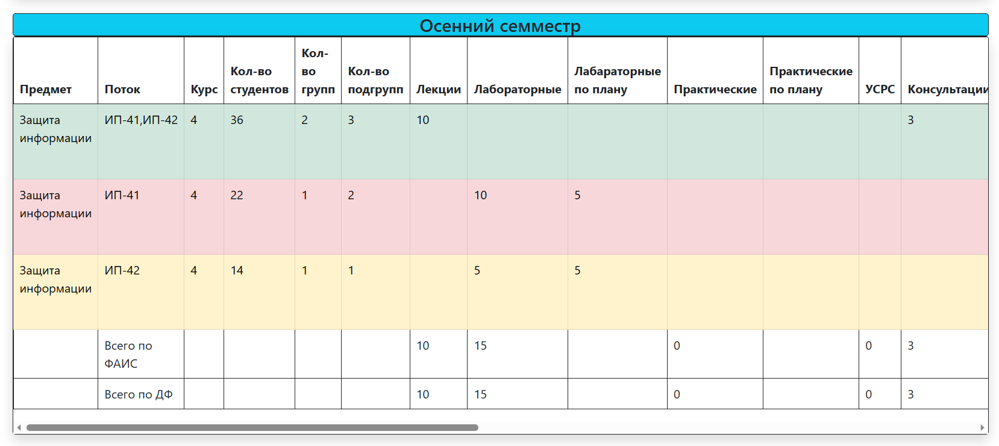 Осенний семместр
Предмет Поток Курс Кол-во студентов Кол-во групп Кол-во подгрупп Лекции Лабораторные Лабараторные по плану Практические Практические по плану УСРС Консультации
Защита информации ИП-41,ИП-42 4 36 2 3 10 3
Защита информации ИП-41 4 22 1 2 10 5
Защита информации ИП-42 4 14 1 1 5 5
Всего по ФАИС 10 15 0 0 3
Всего по ДФ 10 15 0 0 3